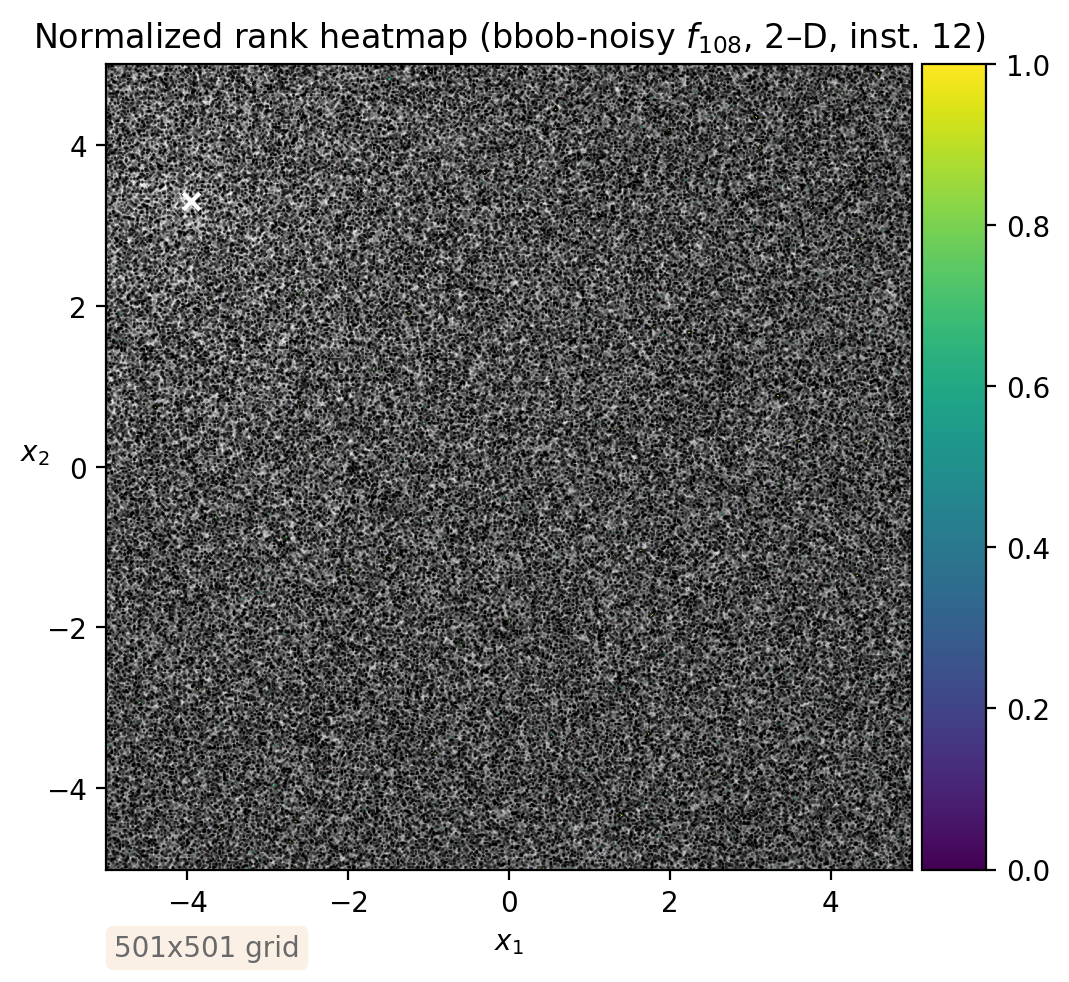 Normalized rank heatmap (bbob-noisy f₁₀₈, 2–D, inst. 12)
1.0
0.8
0.6
0.4
0.2
0.0
4
2
0
−2
−4
x₂
−4 −2 0 2 4
x₁
501x501 grid